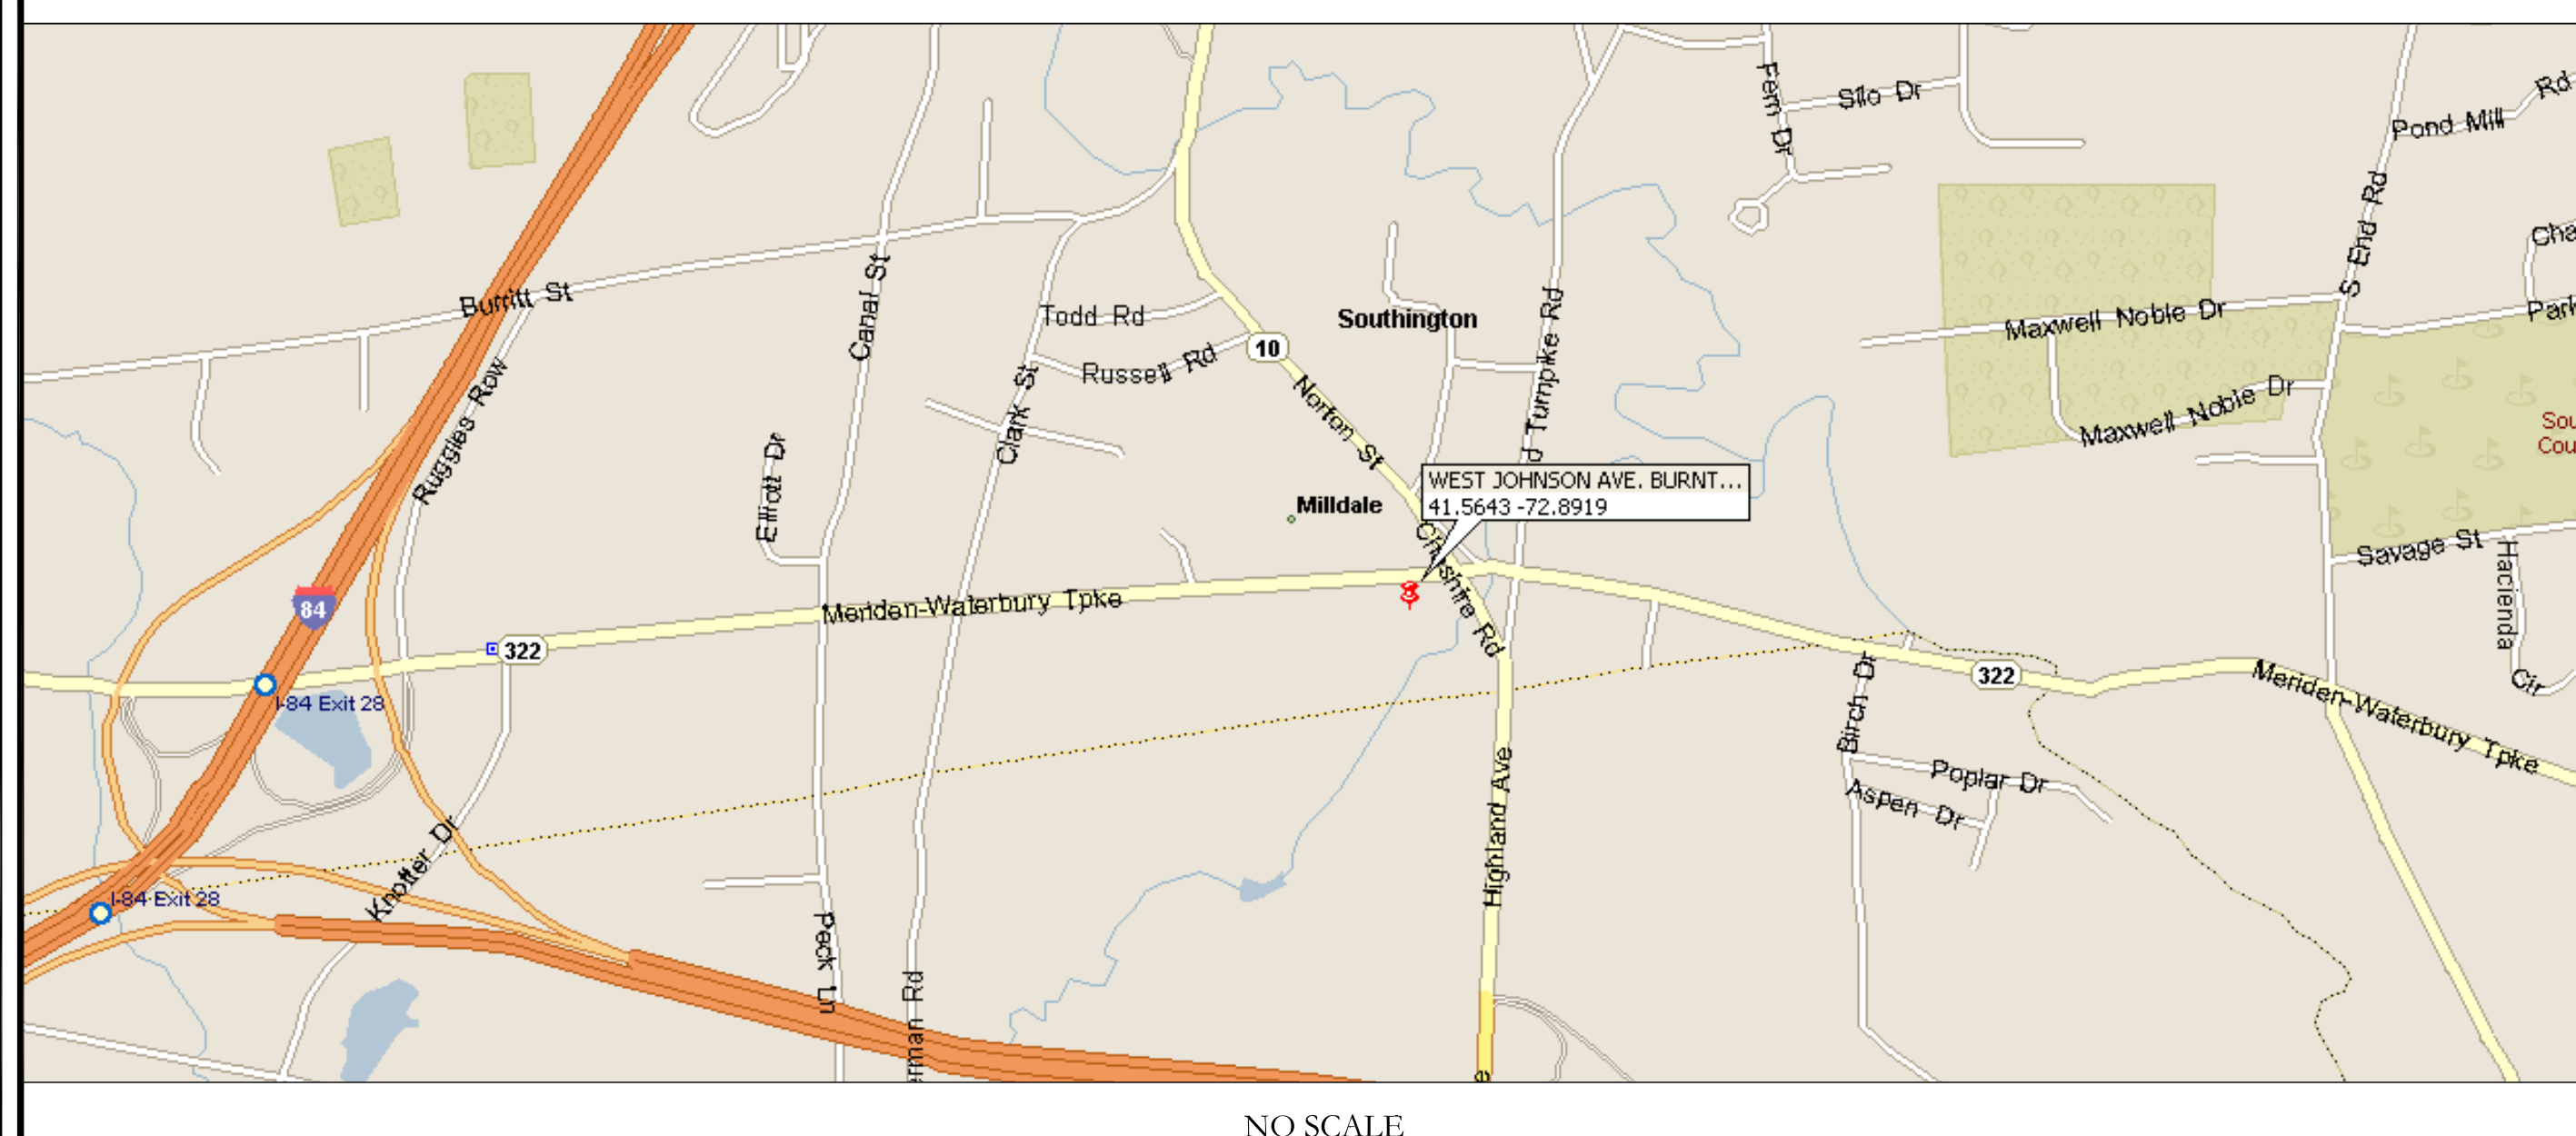 Fern Dr
Silo Dr
Pond Mill Rd
S End Rd
Burritt St
Canal St
Todd Rd
Russell Rd
10
Southington
Maxwell Noble Dr
Park
Ruggles Row
Clark St
Norton St
Turnpike Rd
Maxwell Noble Dr
Sou
Cou
Elliott Dr
Milldale
WEST JOHNSON AVE. BURNT...
41.5643 -72.8919
Cheshire Rd
Savage St
Hacienda Cir
84
Meriden-Waterbury Tpke
322
322
Meriden-Waterbury Tpke
I-84 Exit 28
Birch Dr
Poplar Dr
Aspen Dr
Highland Ave
Knotter Dr
I-84 Exit 28
Peck Ln
erman Rd
NO SCALE